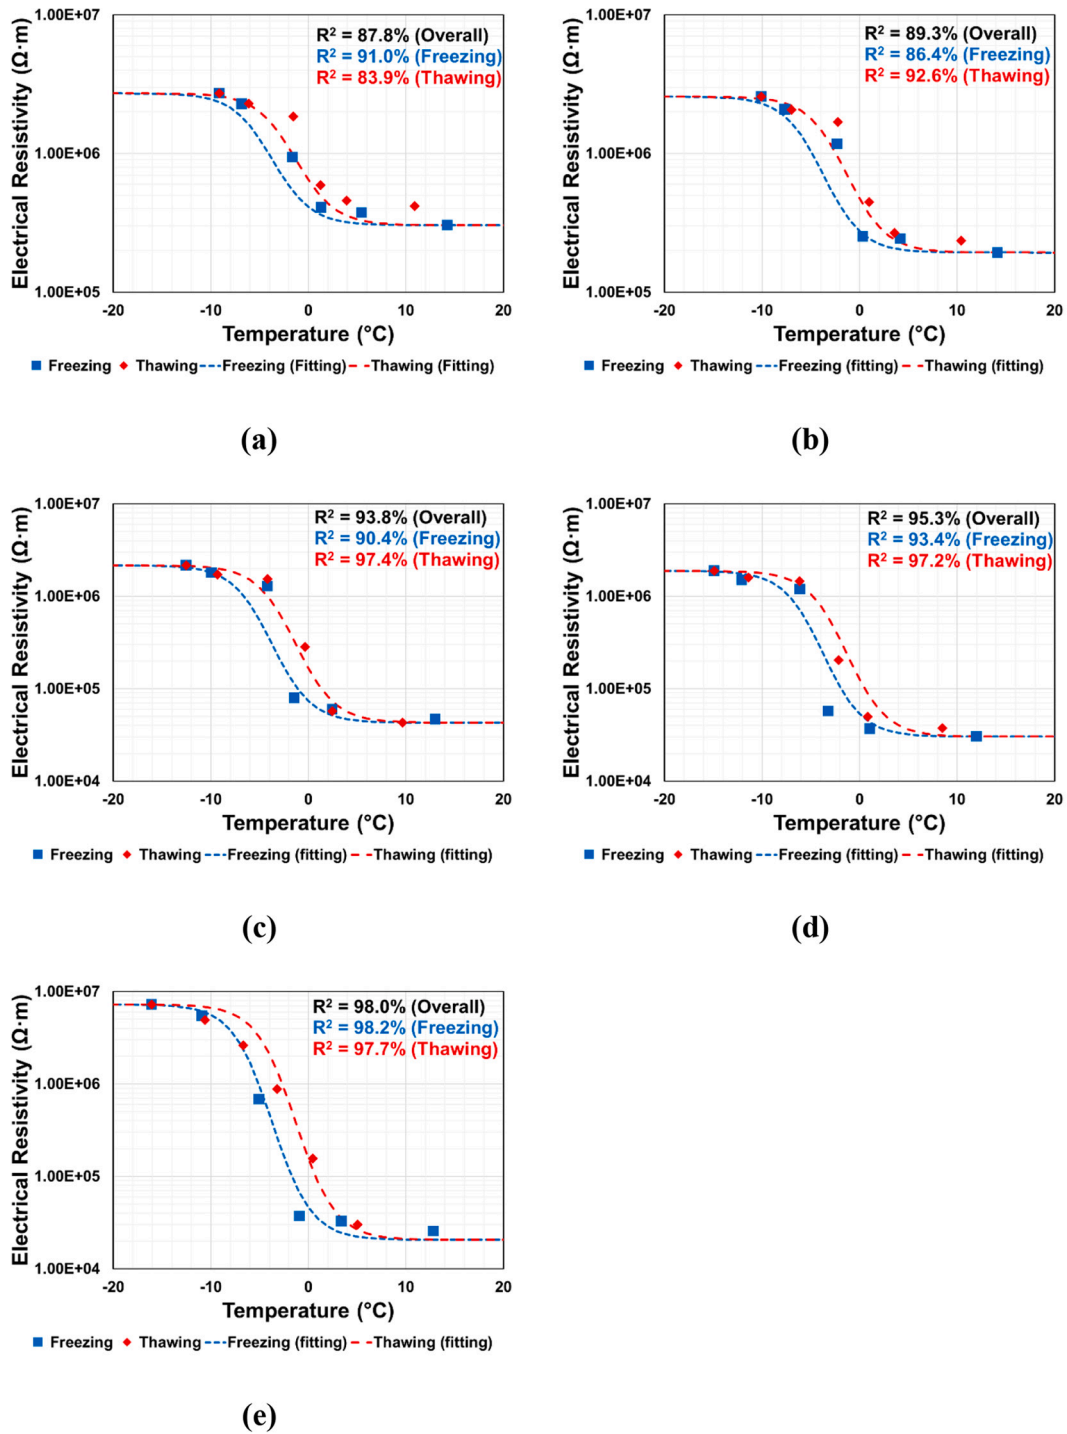 Electrical Resistivity (Ω·m)
1.00E+07
1.00E+06
1.00E+05
R² = 87.8% (Overall)
R² = 91.0% (Freezing)
R² = 83.9% (Thawing)
-20 -10 0 10 20
Temperature (°C)
Freezing Thawing Freezing (Fitting) Thawing (Fitting)
(a)
Electrical Resistivity (Ω·m)
1.00E+07
1.00E+06
1.00E+05
R² = 89.3% (Overall)
R² = 86.4% (Freezing)
R² = 92.6% (Thawing)
-20 -10 0 10 20
Temperature (°C)
Freezing Thawing Freezing (fitting) Thawing (fitting)
(b)
Electrical Resistivity (Ω·m)
1.00E+07
1.00E+06
1.00E+05
1.00E+04
R² = 93.8% (Overall)
R² = 90.4% (Freezing)
R² = 97.4% (Thawing)
-20 -10 0 10 20
Temperature (°C)
Freezing Thawing Freezing (fitting) Thawing (fitting)
(c)
Electrical Resistivity (Ω·m)
1.00E+07
1.00E+06
1.00E+05
1.00E+04
R² = 95.3% (Overall)
R² = 93.4% (Freezing)
R² = 97.2% (Thawing)
-20 -10 0 10 20
Temperature (°C)
Freezing Thawing Freezing (fitting) Thawing (fitting)
(d)
Electrical Resistivity (Ω·m)
1.00E+07
1.00E+06
1.00E+05
1.00E+04
R² = 98.0% (Overall)
R² = 98.2% (Freezing)
R² = 97.7% (Thawing)
-20 -10 0 10 20
Temperature (°C)
Freezing Thawing Freezing (fitting) Thawing (fitting)
(e)